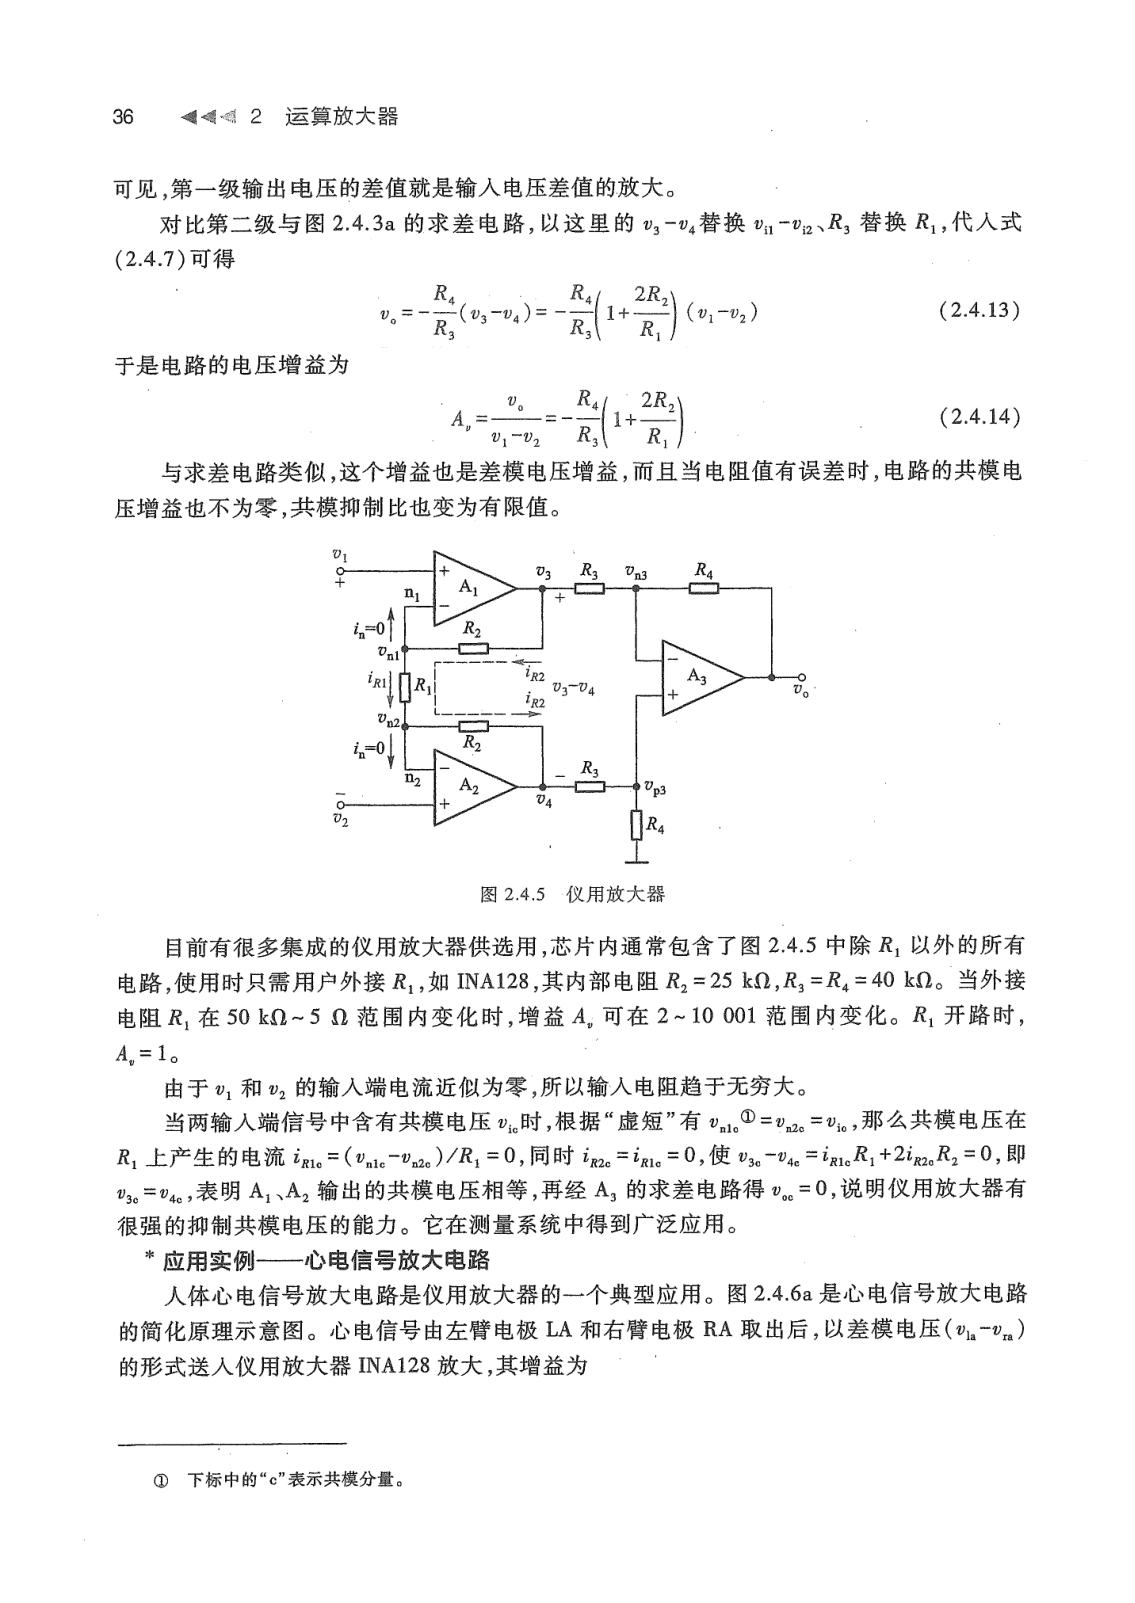 36 2 运算放大器
可见,第一级输出电压的差值就是输入电压差值的放大。
对比第二级与图 2.4.3a 的求差电路,以这里的 v₃-v₄替换 vᵢ₁-vᵢ₂、R₃ 替换 R₁,代入式
(2.4.7)可得
vₒ=-R₄/R₃(v₃-v₄)=-R₄/R₃(1+2R₂/R₁)(v₁-v₂) (2.4.13)
于是电路的电压增益为
Aᵥ=vₒ/(v₁-v₂)=-R₄/R₃(1+2R₂/R₁) (2.4.14)
与求差电路类似,这个增益也是差模电压增益,而且当电阻值有误差时,电路的共模电
压增益也不为零,共模抑制比也变为有限值。
v₁
+
+
A₁
n₁
−
v₃
+
R₃
vₙ₃
R₄
iₙ=0
R₂
vₙ₁
iR1
R₁
iR2
v₃-v₄
iR2
−
A₃
+
vₒ
vₙ₂
R₂
iₙ=0
n₂
−
A₂
+
−
v₂
−
v₄
R₃
vₚ₃
R₄
图 2.4.5 仪用放大器
目前有很多集成的仪用放大器供选用,芯片内通常包含了图 2.4.5 中除 R₁ 以外的所有
电路,使用时只需用户外接 R₁,如 INA128,其内部电阻 R₂=25 kΩ,R₃=R₄=40 kΩ。当外接
电阻 R₁ 在 50 kΩ~5 Ω 范围内变化时,增益 Aᵥ 可在 2~10 001 范围内变化。R₁ 开路时,
Aᵥ=1。
由于 v₁ 和 v₂ 的输入端电流近似为零,所以输入电阻趋于无穷大。
当两输入端信号中含有共模电压 vic时,根据“虚短”有 vn1c①=vn2c=vic,那么共模电压在
R₁ 上产生的电流 iR1c=(vn1c-vn2c)/R₁=0,同时 iR2c=iR1c=0,使 v3c-v4c=iR1cR₁+2iR2cR₂=0,即
v3c=v4c,表明 A₁、A₂ 输出的共模电压相等,再经 A₃ 的求差电路得 voc=0,说明仪用放大器有
很强的抑制共模电压的能力。它在测量系统中得到广泛应用。
* 应用实例——心电信号放大电路
人体心电信号放大电路是仪用放大器的一个典型应用。图 2.4.6a 是心电信号放大电路
的简化原理示意图。心电信号由左臂电极 LA 和右臂电极 RA 取出后,以差模电压(vla-vra)
的形式送入仪用放大器 INA128 放大,其增益为
① 下标中的“c”表示共模分量。